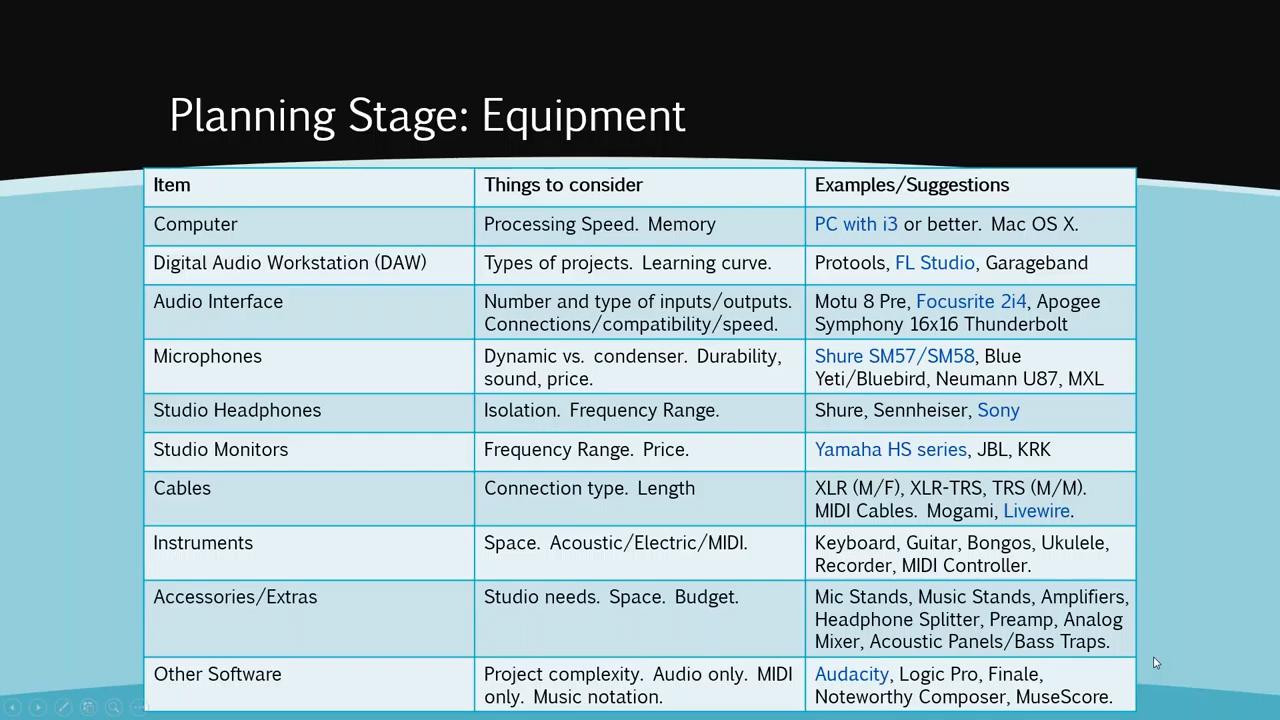 Planning Stage: Equipment
Item
Things to consider
Examples/Suggestions
Computer
Processing Speed. Memory
PC with i3 or better. Mac OS X.
Digital Audio Workstation (DAW)
Types of projects. Learning curve.
Protools, FL Studio, Garageband
Audio Interface
Number and type of inputs/outputs.
Connections/compatibility/speed.
Motu 8 Pre, Focusrite 2i4, Apogee
Symphony 16x16 Thunderbolt
Microphones
Dynamic vs. condenser. Durability,
sound, price.
Shure SM57/SM58, Blue
Yeti/Bluebird, Neumann U87, MXL
Studio Headphones
Isolation. Frequency Range.
Shure, Sennheiser, Sony
Studio Monitors
Frequency Range. Price.
Yamaha HS series, JBL, KRK
Cables
Connection type. Length
XLR (M/F), XLR-TRS, TRS (M/M).
MIDI Cables. Mogami, Livewire.
Instruments
Space. Acoustic/Electric/MIDI.
Keyboard, Guitar, Bongos, Ukulele,
Recorder, MIDI Controller.
Accessories/Extras
Studio needs. Space. Budget.
Mic Stands, Music Stands, Amplifiers,
Headphone Splitter, Preamp, Analog
Mixer, Acoustic Panels/Bass Traps.
Other Software
Project complexity. Audio only. MIDI
only. Music notation.
Audacity, Logic Pro, Finale,
Noteworthy Composer, MuseScore.